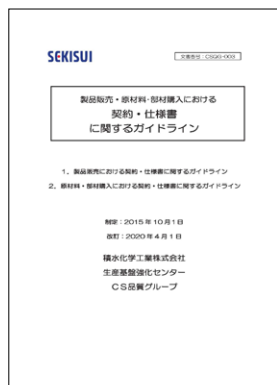 SEKISUI
文書番号：CSQG-003
製品販売・原材料・部材購入における
契約・仕様書
に関するガイドライン
1、製品販売における契約・仕様書に関するガイドライン
2、原材料・部材購入における契約・仕様書に関するガイドライン
制定：2015年10月1日
改訂：2020年4月1日
積水化学工業株式会社
生産基盤強化センター
CS品質グループ